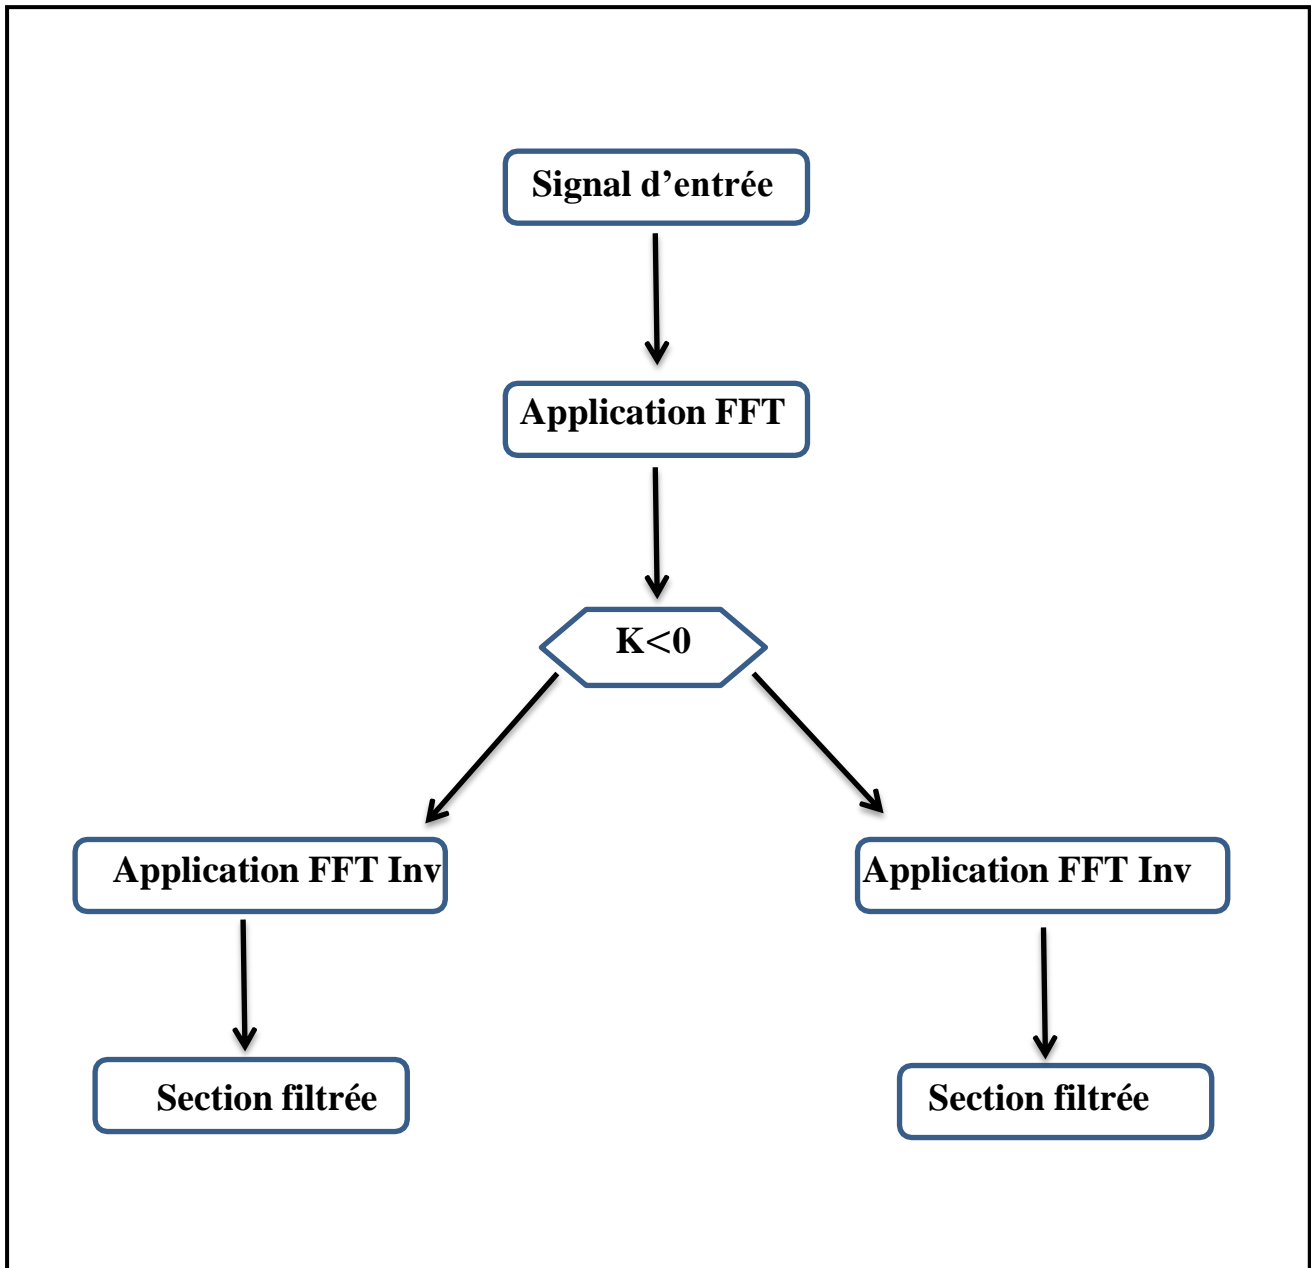 Signal d’entrée
Application FFT
K<0
Application FFT Inv
Application FFT Inv
Section filtrée
Section filtrée